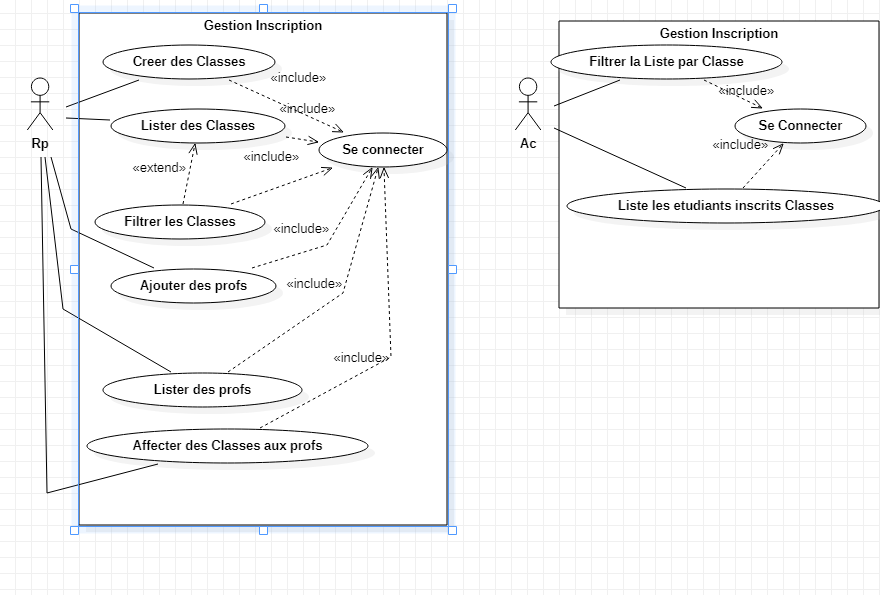 Gestion Inscription
Creer des Classes
«include»
«include»
Lister des Classes
Rp
Se connecter
«include»
«extend»
Filtrer les Classes
«include»
Ajouter des profs
«include»
«include»
Lister des profs
Affecter des Classes aux profs
Gestion Inscription
Filtrer la Liste par Classe
«include»
Se Connecter
Ac
«include»
Liste les etudiants inscrits Classes